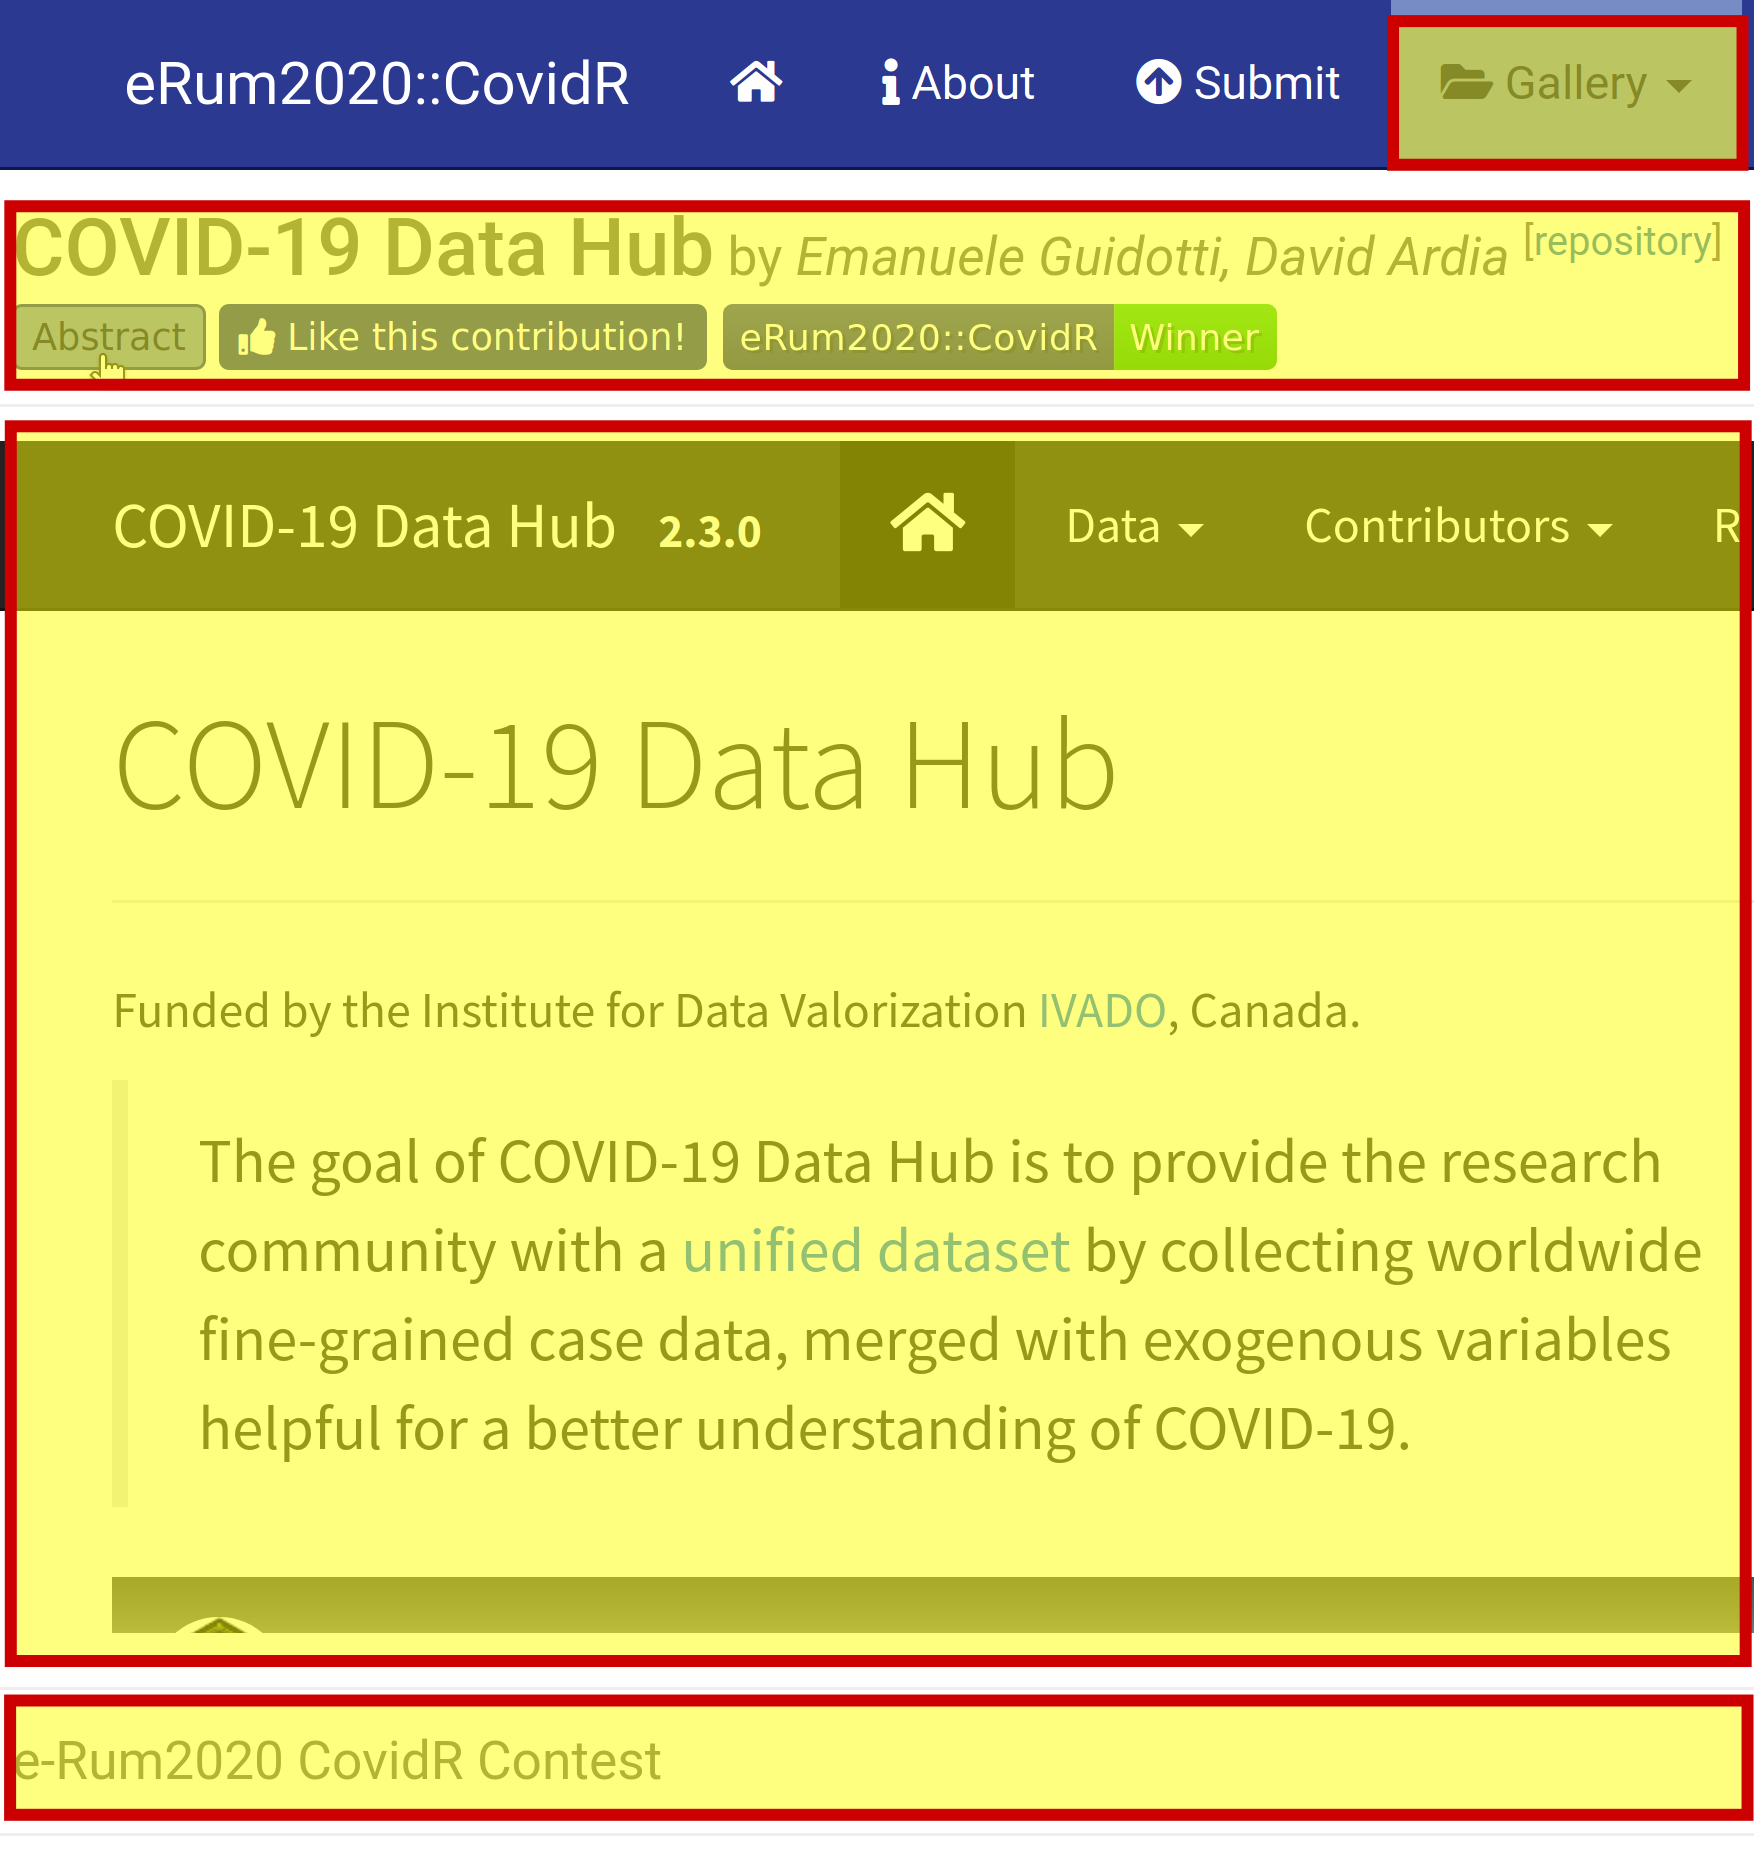 eRum2020::CovidR About Submit Gallery
COVID-19 Data Hub by Emanuele Guidotti, David Ardia [repository]
Abstract Like this contribution! eRum2020::CovidR Winner
COVID-19 Data Hub 2.3.0 Data Contributors R
COVID-19 Data Hub
Funded by the Institute for Data Valorization IVADO, Canada.
The goal of COVID-19 Data Hub is to provide the research
community with a unified dataset by collecting worldwide
fine-grained case data, merged with exogenous variables
helpful for a better understanding of COVID-19.
e-Rum2020 CovidR Contest